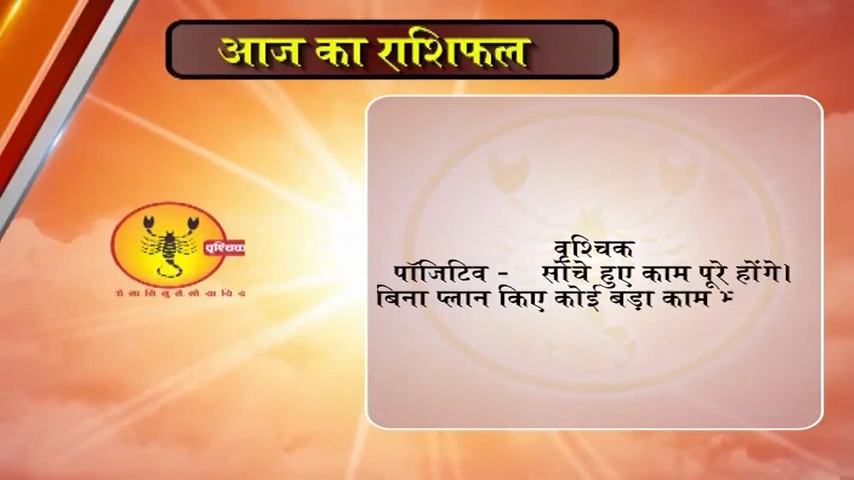 आज का राशिफल
वृश्चिक
वृश्चिक
पॉजिटिव - सोचे हुए काम पूरे होंगे।
बिना प्लान किए कोई बड़ा काम